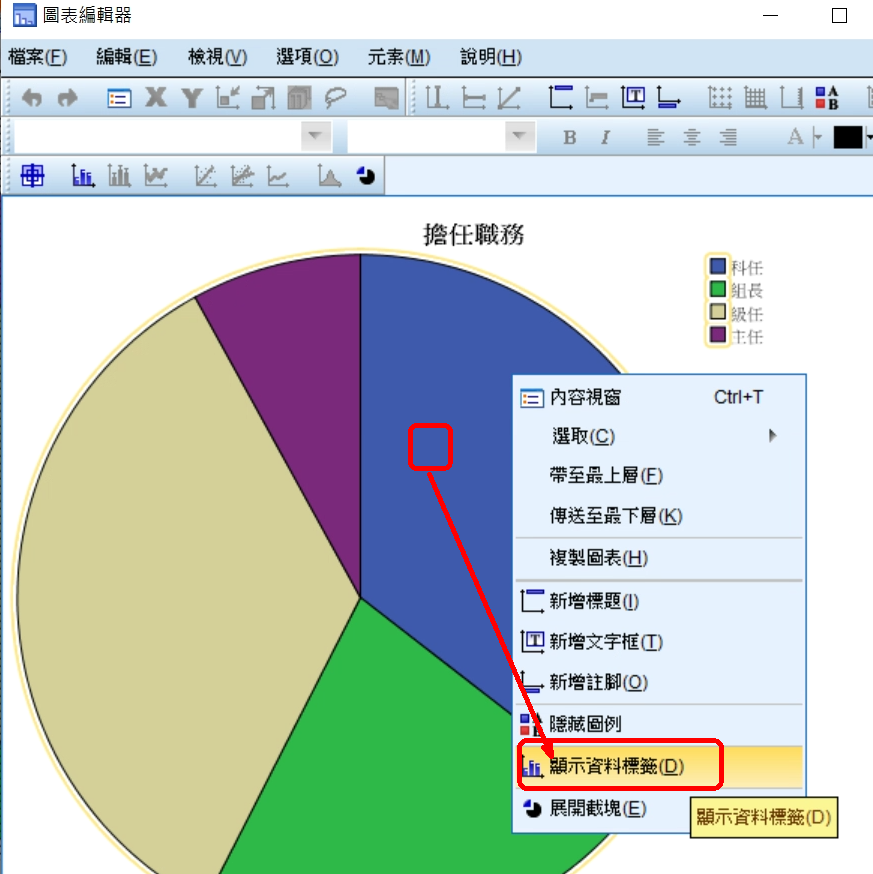 圖表編輯器
檔案(F) 編輯(E) 檢視(V) 選項(O) 元素(M) 說明(H)
X Y T A B
B I A
擔任職務
科任
組長
級任
主任
內容視窗 Ctrl+T
選取(C)
帶至最上層(F)
傳送至最下層(K)
複製圖表(H)
新增標題(I)
T 新增文字框(T)
新增註腳(O)
隱藏圖例
顯示資料標籤(D)
展開截塊(E)
顯示資料標籤(D)